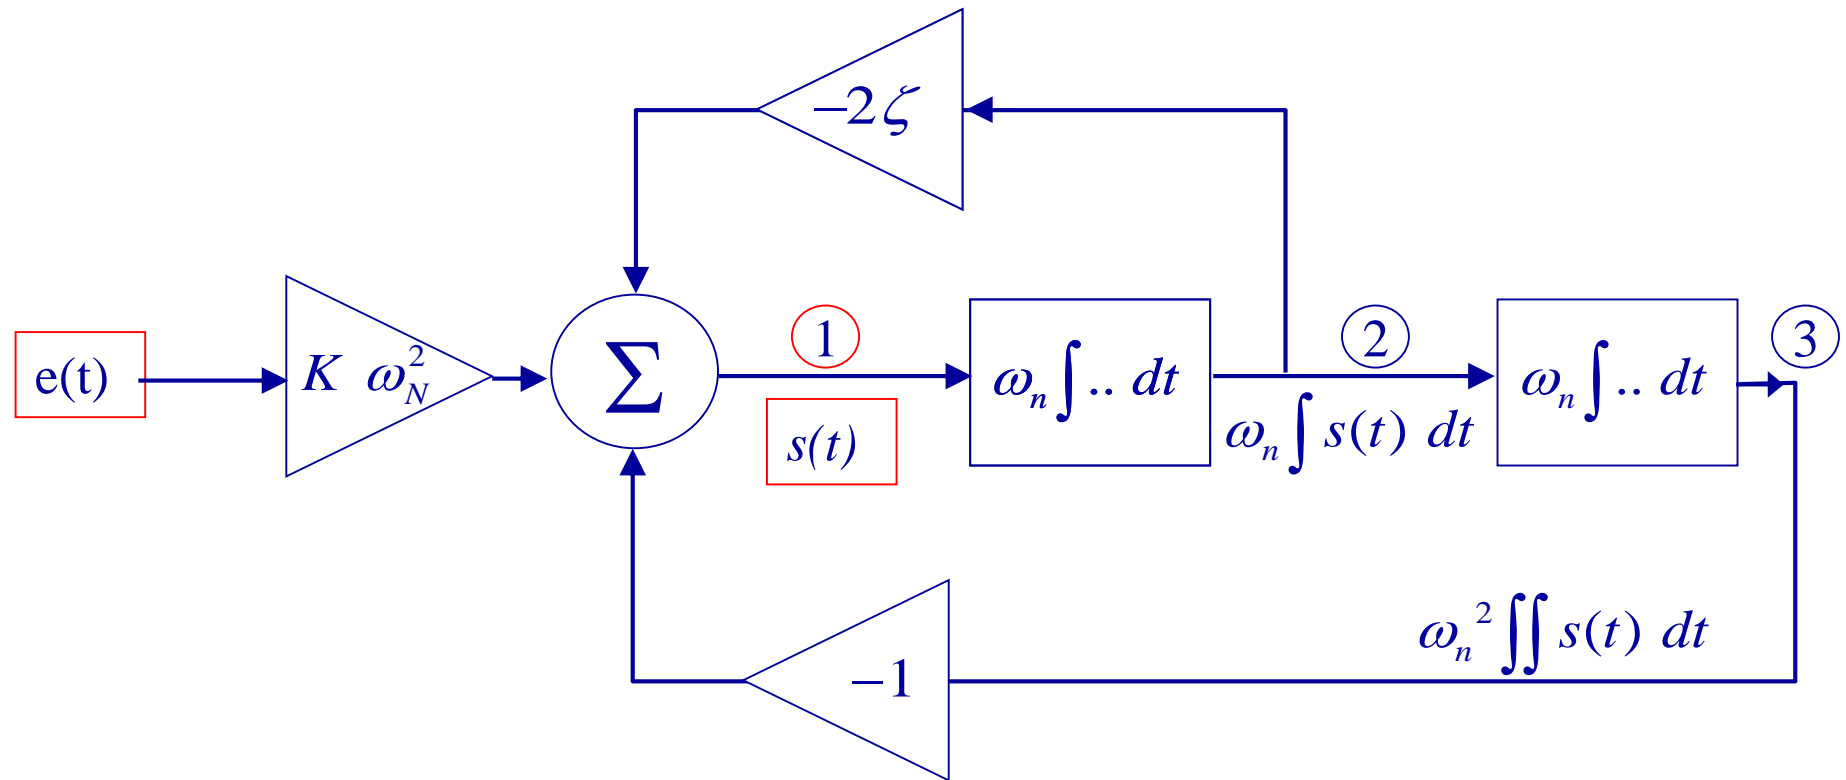 −2ζ
e(t)
K ω_N^2
∑
1
s(t)
ω_n ∫ .. dt
2
ω_n ∫ s(t) dt
ω_n ∫ .. dt
3
ω_n^2 ∬ s(t) dt
−1